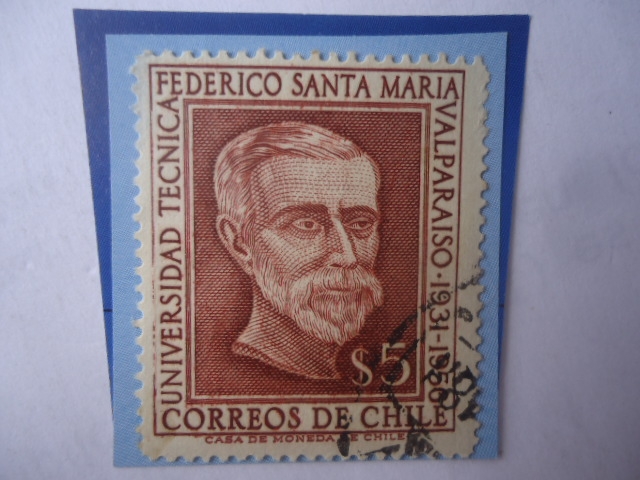 UNIVERSIDAD TECNICA
FEDERICO SANTA MARIA
VALPARAISO · 1931-1956
$5
CORREOS DE CHILE
CASA DE MONEDA DE CHILE